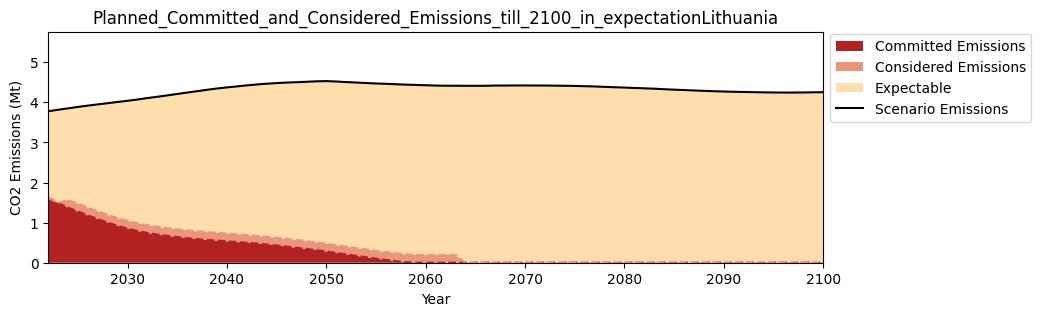 Planned_Committed_and_Considered_Emissions_till_2100_in_expectationLithuania
CO2 Emissions (Mt)
5
4
3
2
1
0
2030 2040 2050 2060 2070 2080 2090 2100
Year
Committed Emissions
Considered Emissions
Expectable
Scenario Emissions